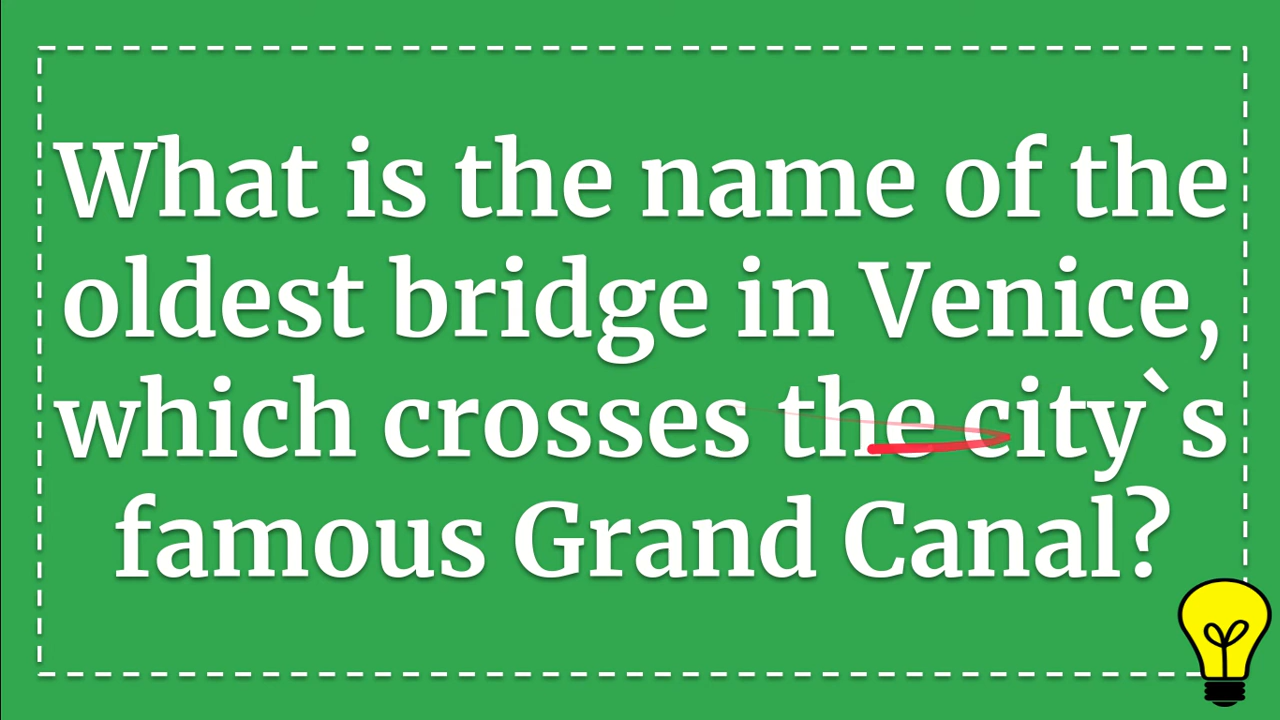 What is the name of the
oldest bridge in Venice,
which crosses the city`s
famous Grand Canal?